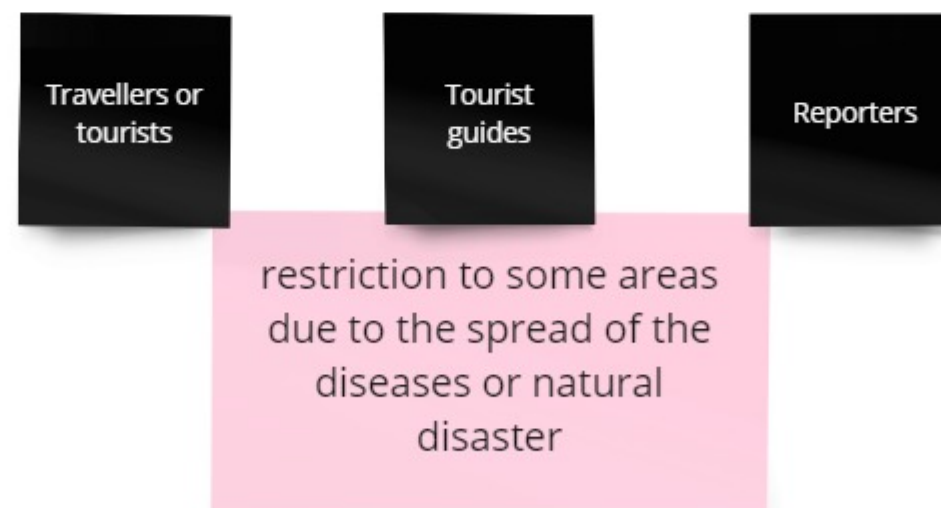 Travellers or
tourists
Tourist
guides
Reporters
restriction to some areas
due to the spread of the
diseases or natural
disaster